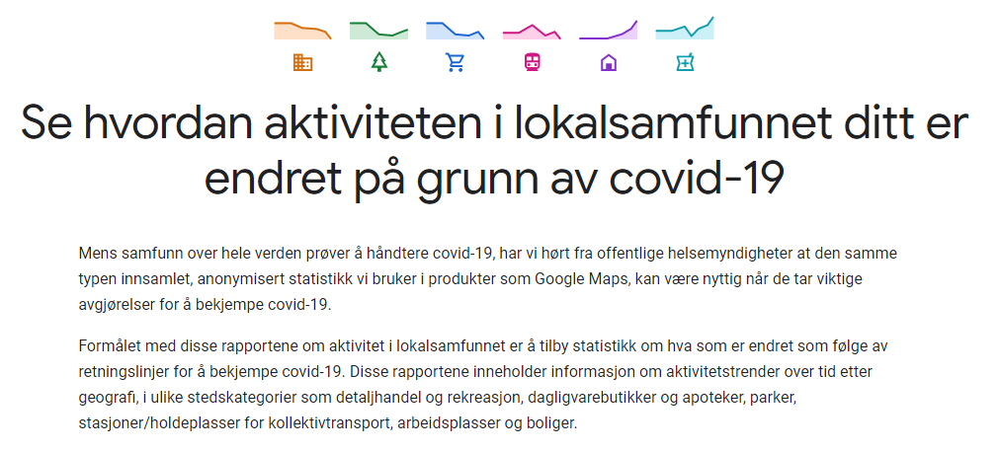 Se hvordan aktiviteten i lokalsamfunnet ditt er
endret på grunn av covid-19
Mens samfunn over hele verden prøver å håndtere covid-19, har vi hørt fra offentlige helsemyndigheter at den samme
typen innsamlet, anonymisert statistikk vi bruker i produkter som Google Maps, kan være nyttig når de tar viktige
avgjørelser for å bekjempe covid-19.
Formålet med disse rapportene om aktivitet i lokalsamfunnet er å tilby statistikk om hva som er endret som følge av
retningslinjer for å bekjempe covid-19. Disse rapportene inneholder informasjon om aktivitetstrender over tid etter
geografi, i ulike stedskategorier som detaljhandel og rekreasjon, dagligvarebutikker og apoteker, parker,
stasjoner/holdeplasser for kollektivtransport, arbeidsplasser og boliger.